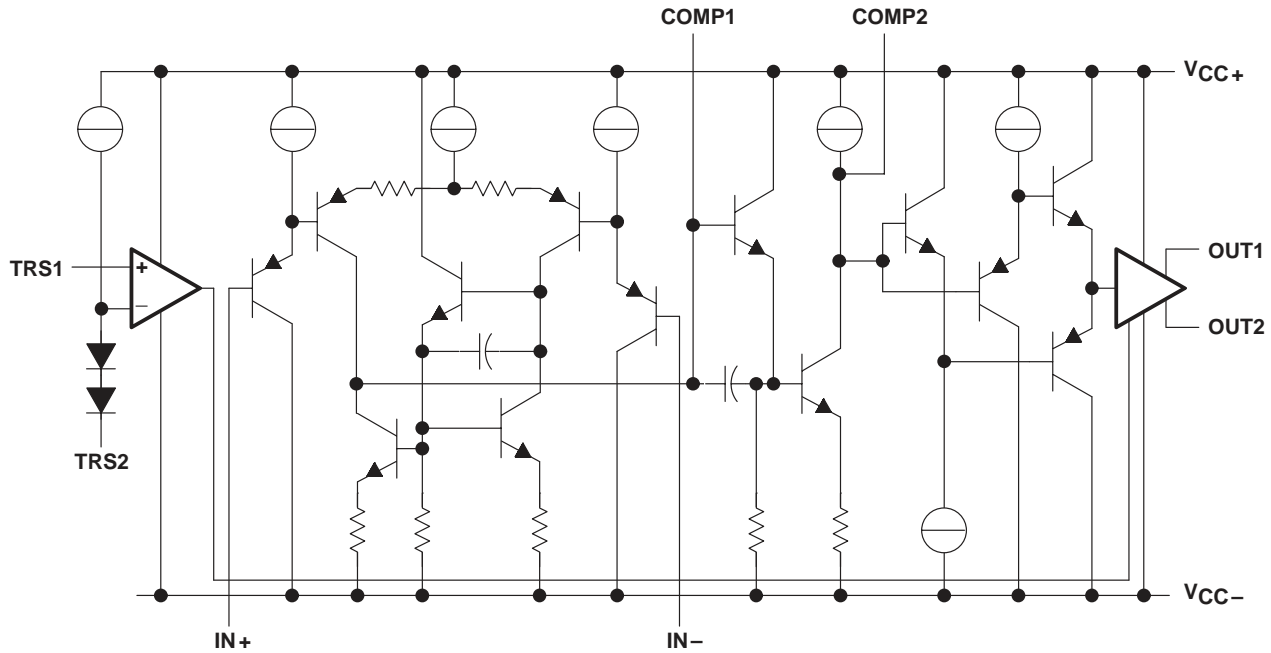 COMP1
COMP2
VCC+
TRS1
+
−
OUT1
OUT2
TRS2
VCC−
IN+
IN−